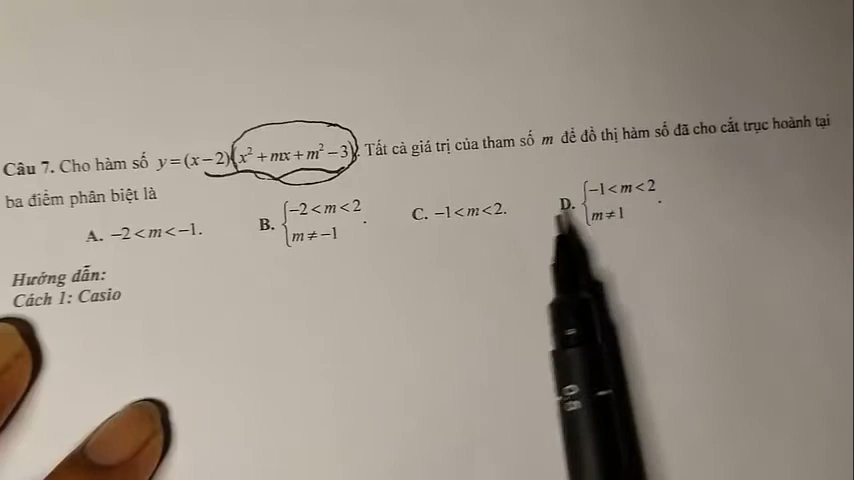 Câu 7. Cho hàm số y=(x−2)(x²+mx+m²−3). Tất cả giá trị của tham số m để đồ thị hàm số đã cho cắt trục hoành tại
ba điểm phân biệt là
A. −2<m<−1. B. {−2<m<2 m≠−1 . C. −1<m<2. D. {−1<m<2 m≠1 .
Hướng dẫn:
Cách 1: Casio